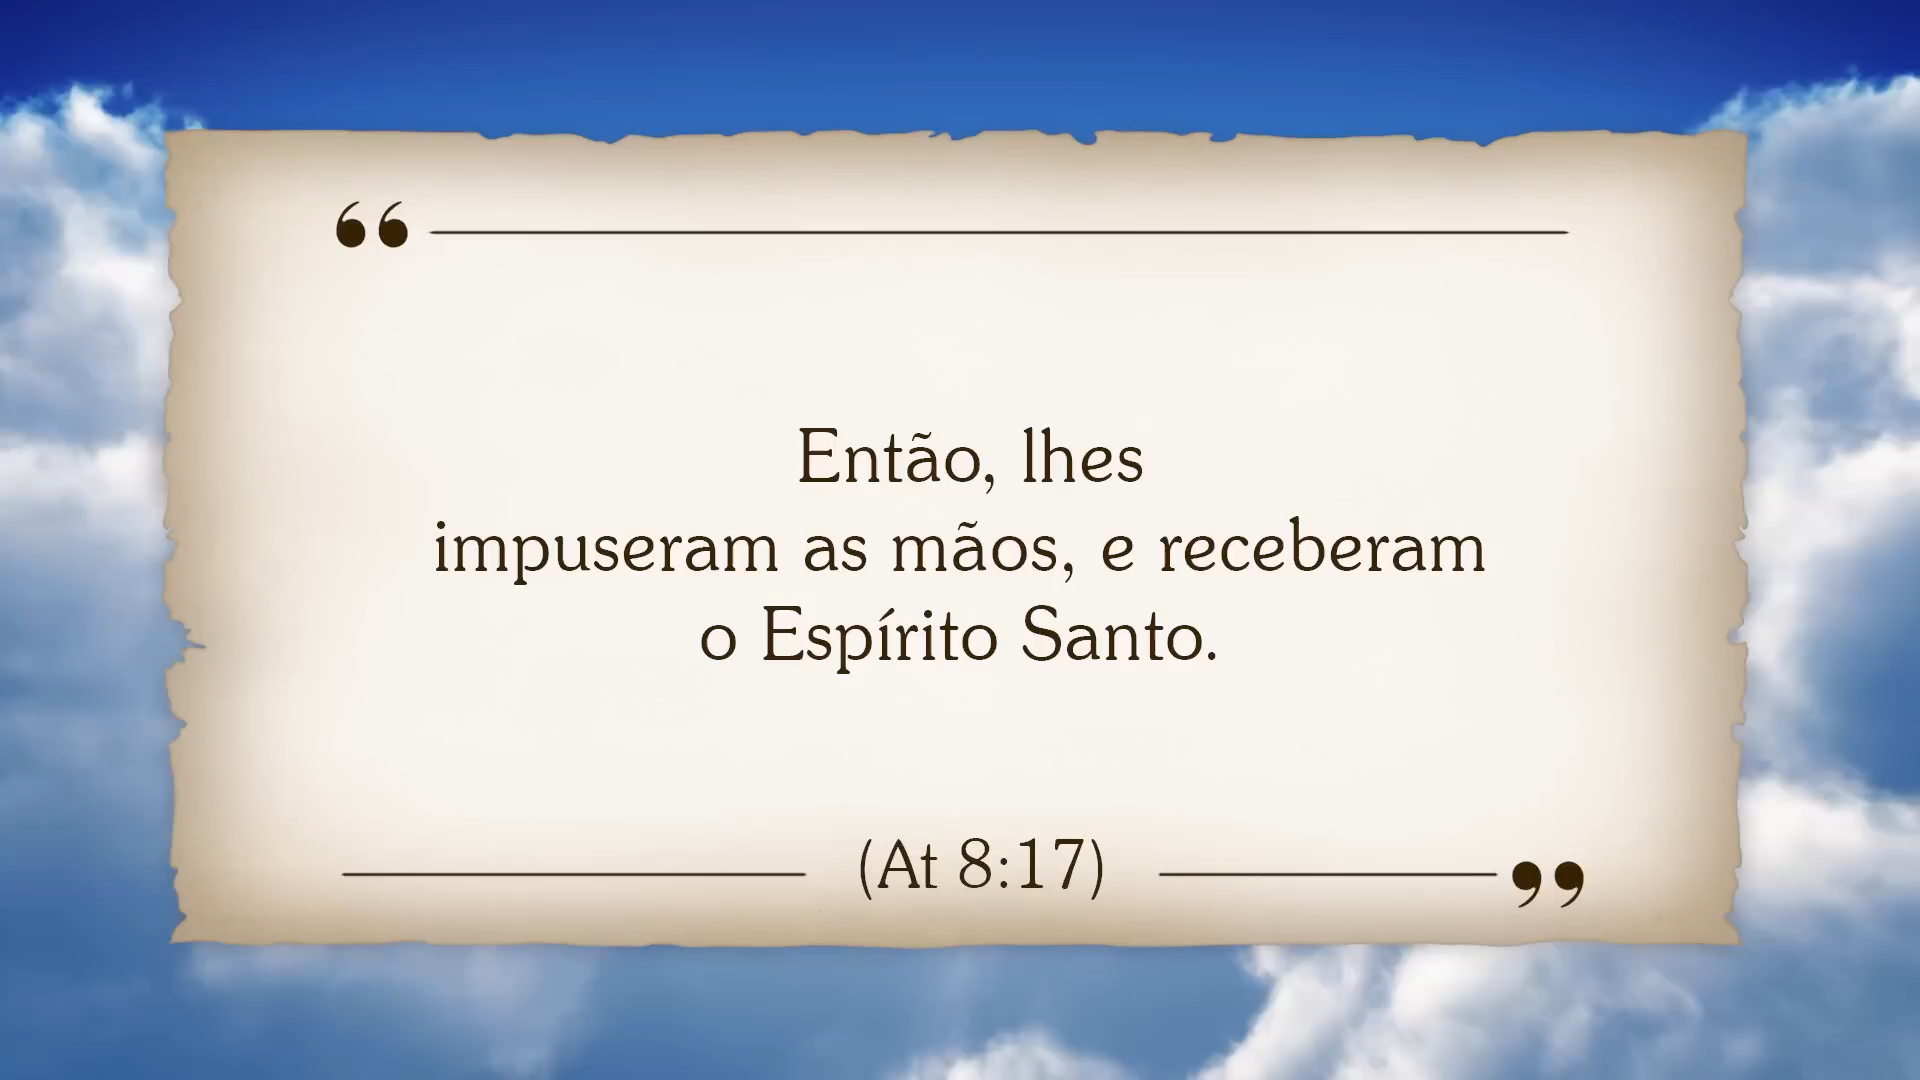 “
Então, lhes
impuseram as mãos, e receberam
o Espírito Santo.
(At 8:17)
”